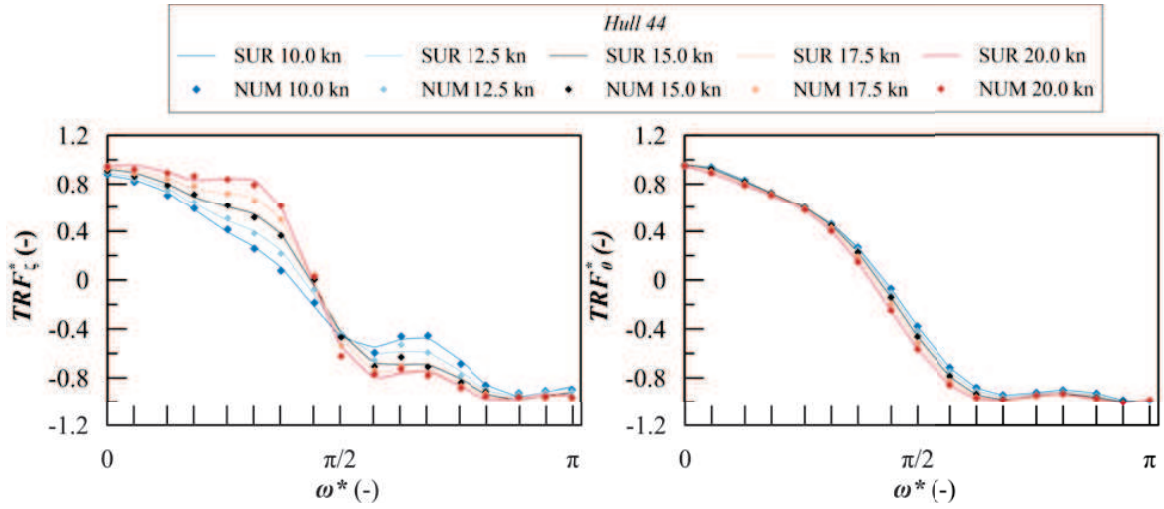 Hull 44
SUR 10.0 kn SUR 12.5 kn SUR 15.0 kn SUR 17.5 kn SUR 20.0 kn
NUM 10.0 kn NUM 12.5 kn NUM 15.0 kn NUM 17.5 kn NUM 20.0 kn
TRF*ζ (-)
1.2
0.8
0.4
0
-0.4
-0.8
-1.2
0 π/2 π
ω* (-)
TRF*θ (-)
1.2
0.8
0.4
0
-0.4
-0.8
-1.2
0 π/2 π
ω* (-)